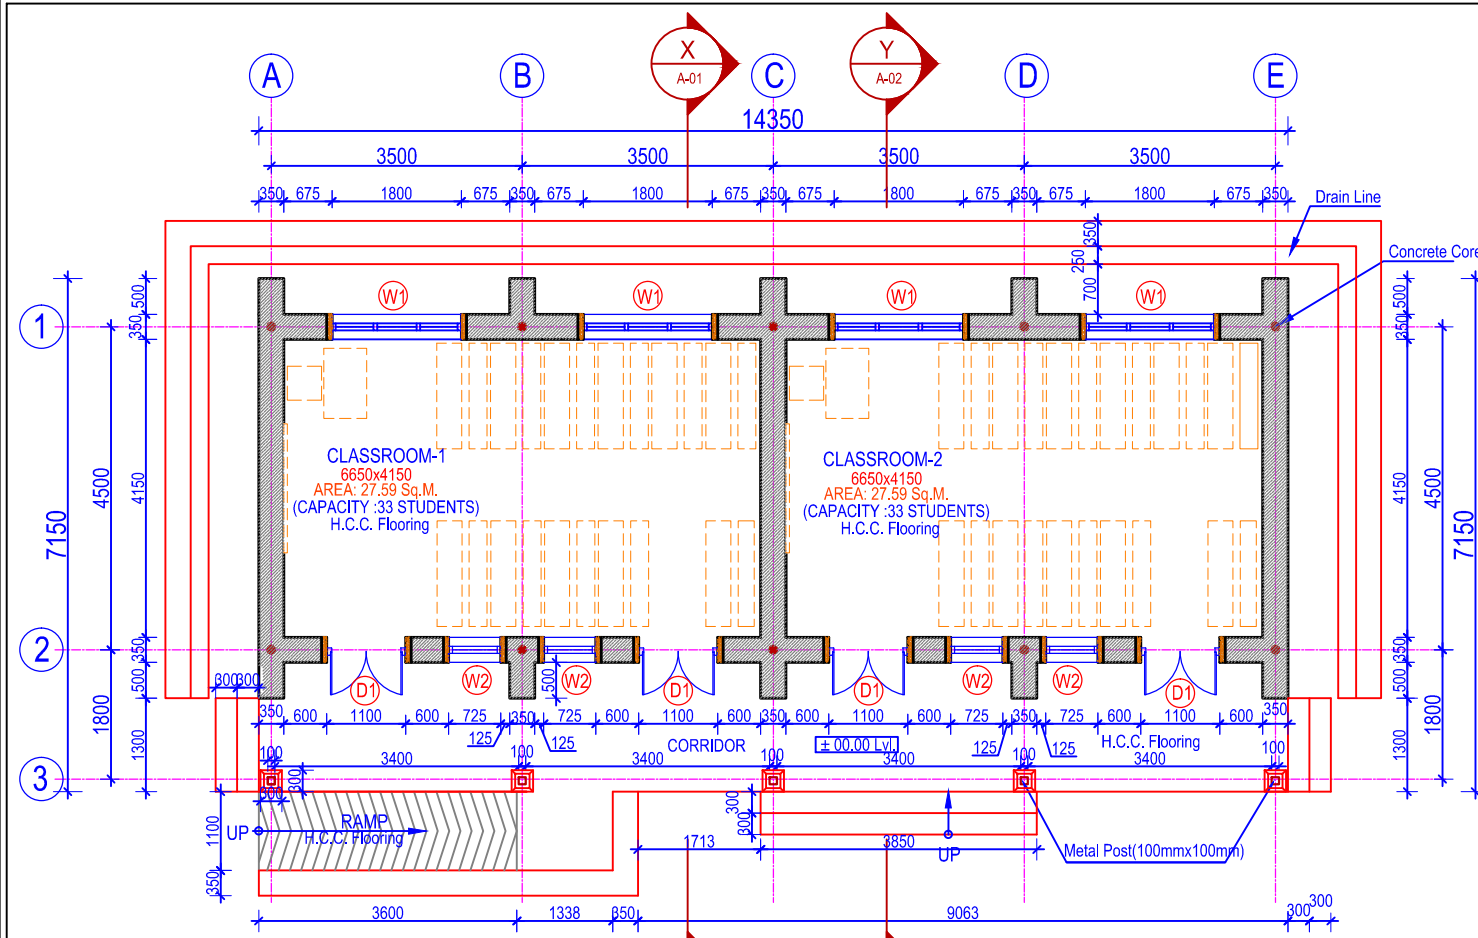 X
A-01
Y
A-02
A
B
C
D
E
14350
3500 3500 3500 3500
350 675 1800 675 350 675 1800 675 350 675 1800 675 350 675 1800 675 350
Drain Line
350
250
700
Concrete Core
W1 W1 W1 W1
1
500
350
4150
350
500
1300
4500
1800
7150
500
350
4150
350
500
1300
4500
1800
7150
CLASSROOM-1
6650x4150
AREA: 27.59 Sq.M.
(CAPACITY :33 STUDENTS)
H.C.C. Flooring
CLASSROOM-2
6650x4150
AREA: 27.59 Sq.M.
(CAPACITY :33 STUDENTS)
H.C.C. Flooring
2
300 300
D1 W2 500 W2 D1 D1 W2 W2 D1
350 600 1100 600 725 350 725 600 1100 600 350 600 1100 600 725 350 725 600 1100 600 350
125 125 CORRIDOR ± 00.00 Lvl. 125 125 H.C.C. Flooring
100 3400 100 3400 100 3400 100 3400 100
3
300
300
UP
RAMP
H.C.C. Flooring
1100
350
300
300
1713 3850
UP
Metal Post(100mmx100mm)
3600 1338 350 9063 300 300